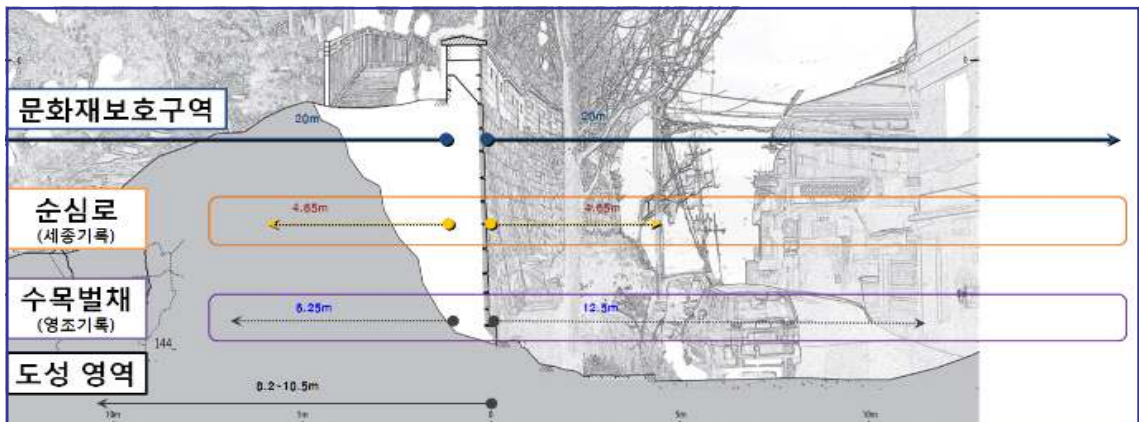 문화재보호구역
20m 20m
순심로
(세종기록)
4.65m 4.65m
수목벌채
(영조기록)
6.25m 12.5m
144_
도성 영역
8.2-10.5m
10m 5m 0 5m 10m